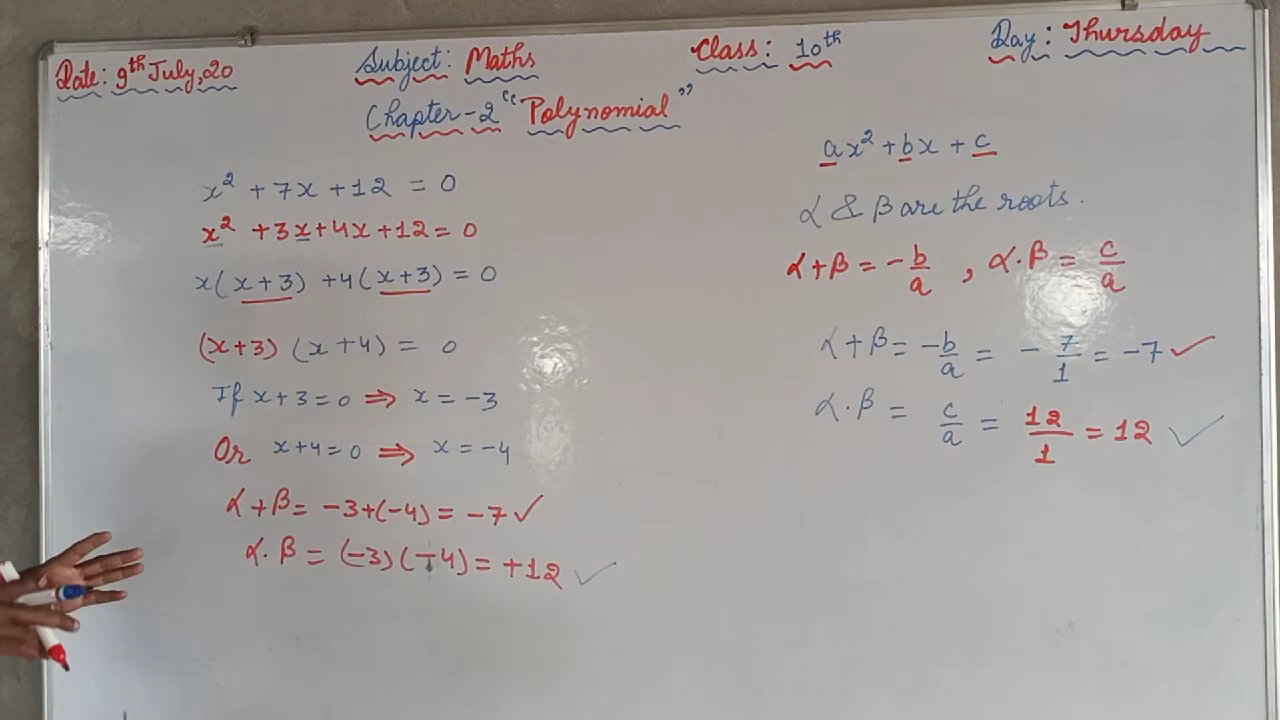 Date: 9th July, 20 Subject: Maths Class: 10th Day: Thursday
Chapter-2 "Polynomial"
x² + 7x + 12 = 0
x² + 3x + 4x + 12 = 0
x(x+3) + 4(x+3) = 0
(x+3) (x+4) = 0
If x+3=0 ⇒ x = -3
Or x+4=0 ⇒ x = -4
α+β = -3+(-4) = -7 ✓
α.β = (-3)(-4) = +12 ✓
ax² + bx + c
α & β are the roots.
α+β = -b/a , α.β = c/a
α+β = -b/a = -7/1 = -7 ✓
α.β = c/a = 12/1 = 12 ✓